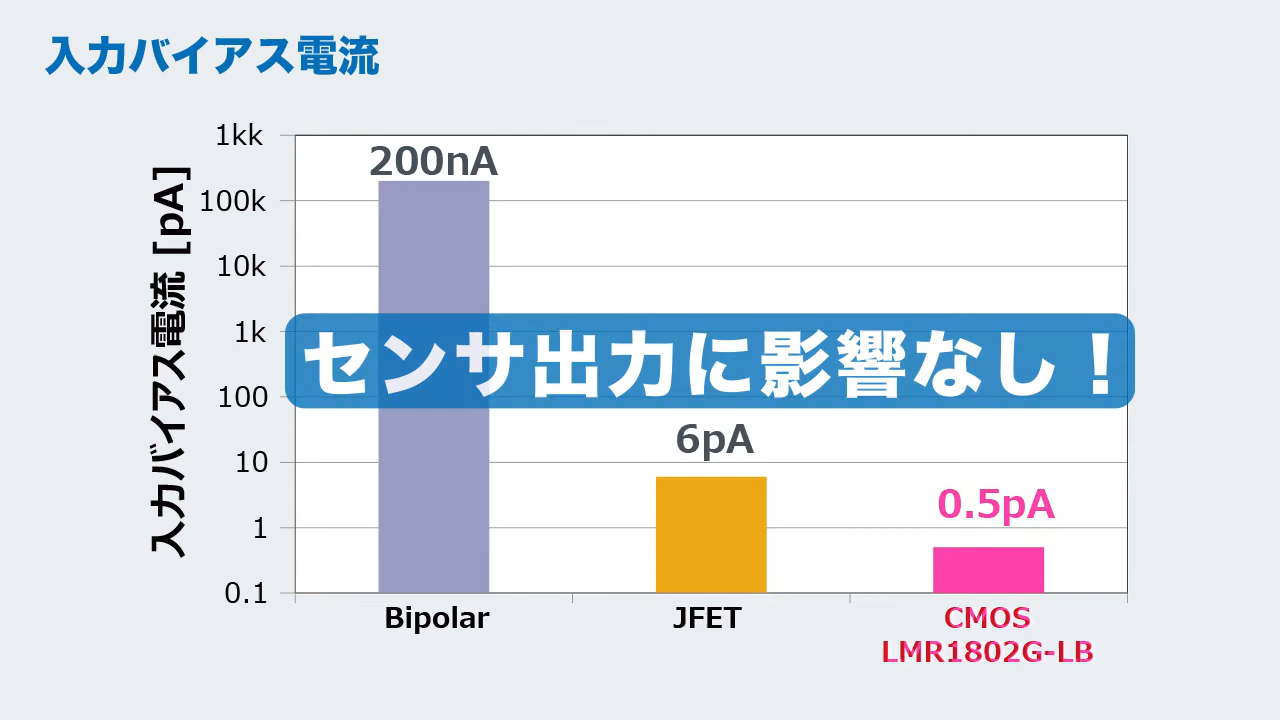 入力バイアス電流
入力バイアス電流 [pA]
1kk
100k
10k
1k
100
10
1
0.1
200nA
センサ出力に影響なし！
6pA
0.5pA
Bipolar
JFET
CMOS
LMR1802G-LB